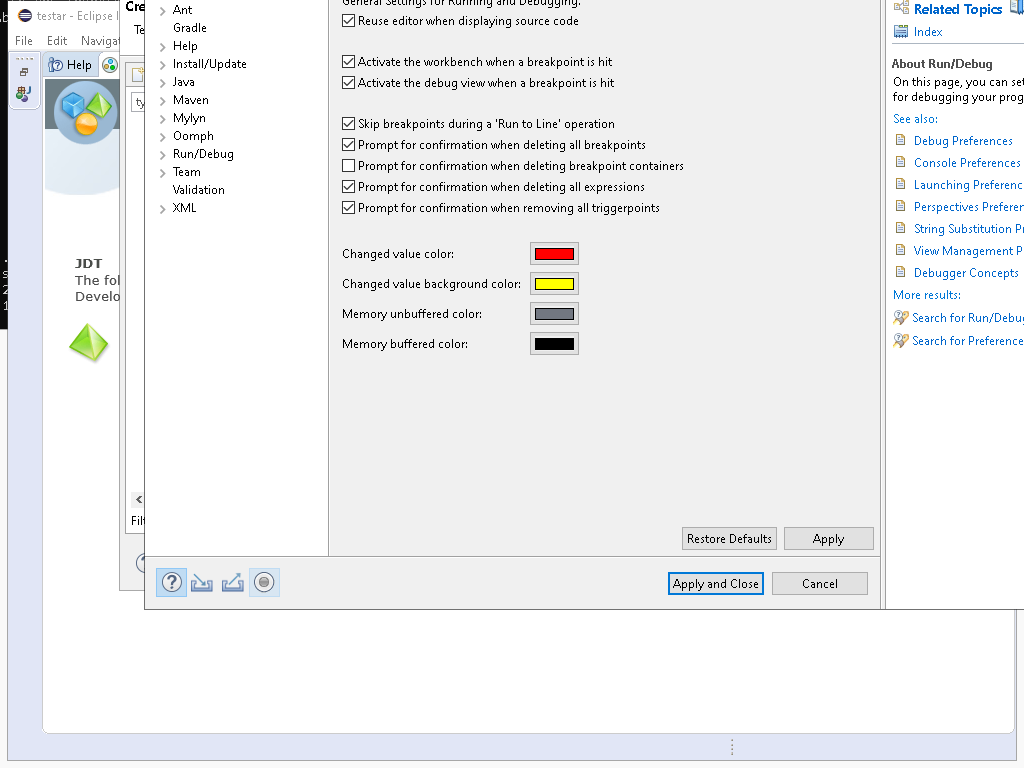 testar - Eclipse
File Edit Navigat
Help
Cre
Te
ty
JDT
The fol
Develo
Filt
Ant
Gradle
Help
Install/Update
Java
Maven
Mylyn
Oomph
Run/Debug
Team
Validation
XML
General Settings for Running and Debugging.
Reuse editor when displaying source code
Activate the workbench when a breakpoint is hit
Activate the debug view when a breakpoint is hit
Skip breakpoints during a 'Run to Line' operation
Prompt for confirmation when deleting all breakpoints
Prompt for confirmation when deleting breakpoint containers
Prompt for confirmation when deleting all expressions
Prompt for confirmation when removing all triggerpoints
Changed value color:
Changed value background color:
Memory unbuffered color:
Memory buffered color:
Restore Defaults Apply
Apply and Close Cancel
Related Topics
Index
About Run/Debug
On this page, you can set
for debugging your prog
See also:
Debug Preferences
Console Preferences
Launching Preferenc
Perspectives Preferen
String Substitution Pr
View Management P
Debugger Concepts
More results:
Search for Run/Debug
Search for Preference